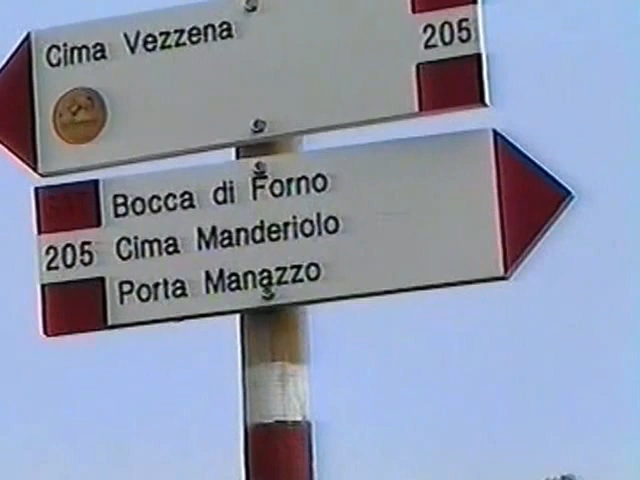 Cima Vezzena
205
Bocca di Forno
205 Cima Manderiolo
Porta Manazzo